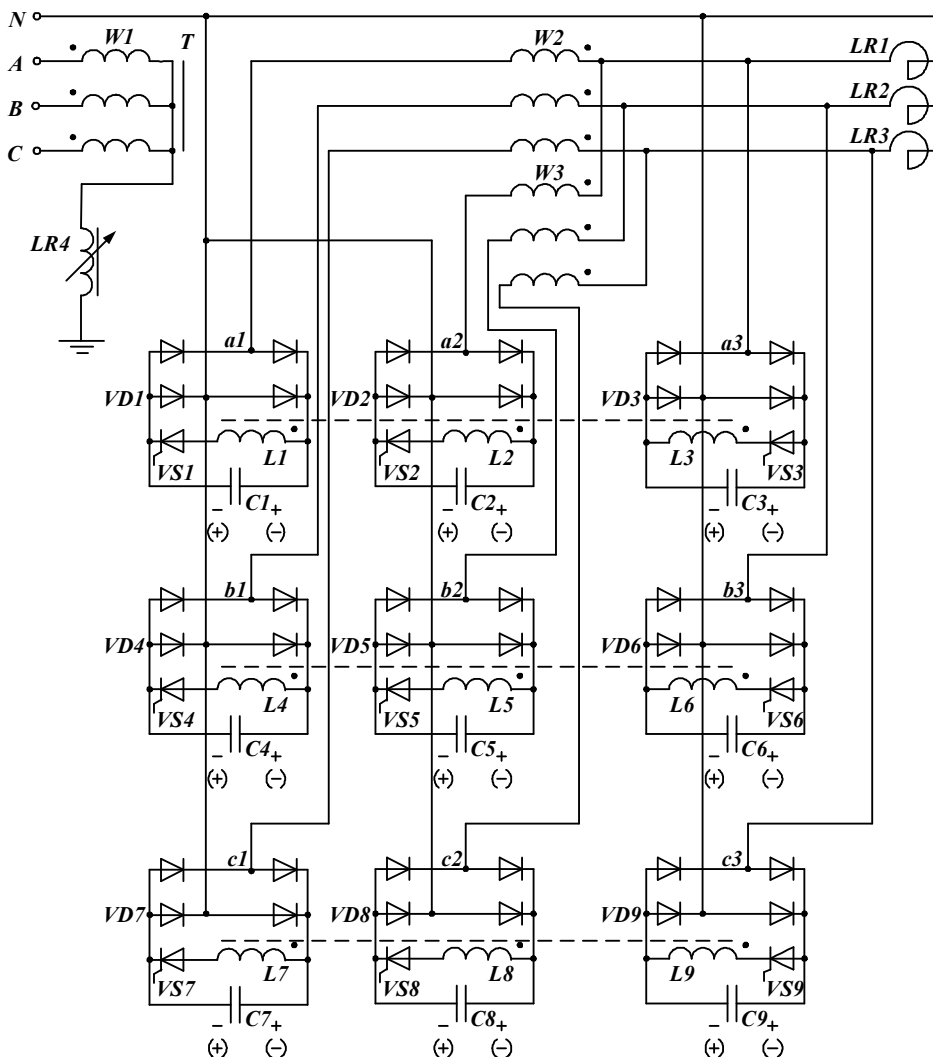 N
A W1 T W2 LR1
B LR2
C LR3
W3
LR4
a1 a2 a3
VD1 VD2 VD3
L1 L2 L3
VS1 VS2 VS3
C1 C2 C3
− + − + − +
(+) (−) (+) (−) (+) (−)
b1 b2 b3
VD4 VD5 VD6
L4 L5 L6
VS4 VS5 VS6
C4 C5 C6
− + − + − +
(+) (−) (+) (−) (+) (−)
c1 c2 c3
VD7 VD8 VD9
L7 L8 L9
VS7 VS8 VS9
C7 C8 C9
− + − + − +
(+) (−) (+) (−) (+) (−)